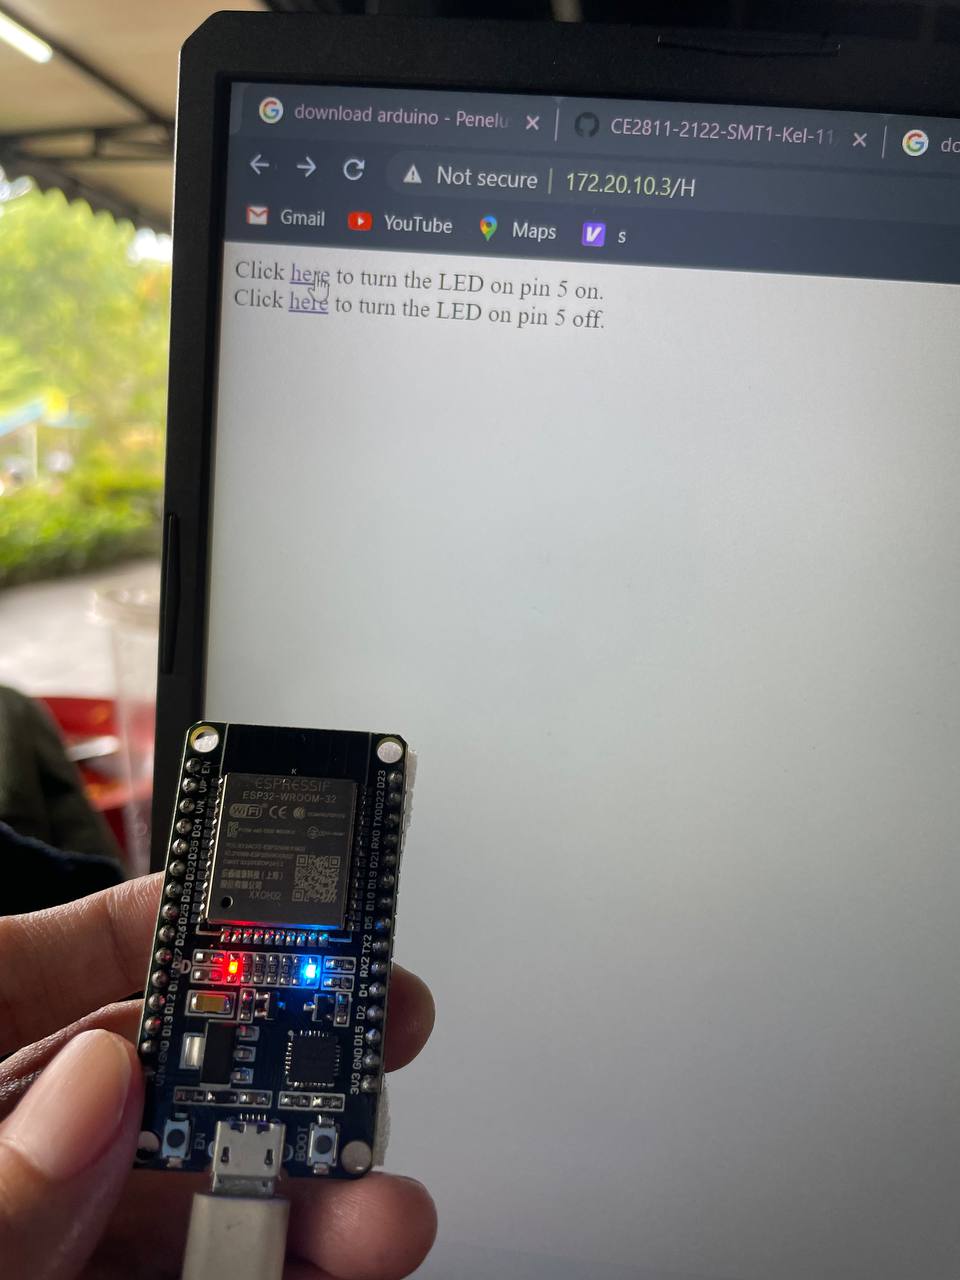 download arduino - Penelu
CE2811-2122-SMT1-Kel-11
do
Not secure | 172.20.10.3/H
Gmail
YouTube
Maps
s
Click here to turn the LED on pin 5 on.
Click here to turn the LED on pin 5 off.
ESPRESSIF
ESP32-WROOM-32
WiFi CE
XX0H32
EN
VP
VN
D34
D35
D32
D33
D25
D26
D12
D13
GND
VIN
D23
D22
TX0
RX0
D21
D19
D5
TX2
RX2
D4
D2
D15
GND
3V3
EN
BOOT